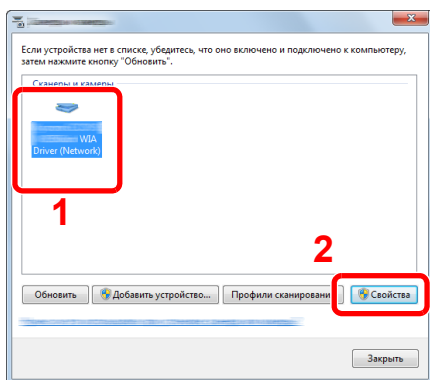 Если устройства нет в списке, убедитесь, что оно включено и подключено к компьютеру,
затем нажмите кнопку "Обновить".
Сканеры и камеры
WIA
Driver (Network)
1
2
Обновить
Добавить устройство...
Профили сканирования
Свойства
Закрыть